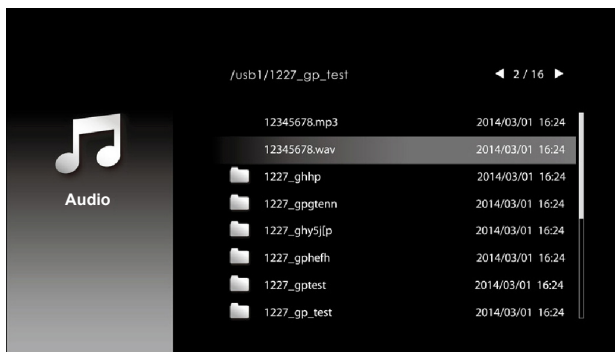 /usb1/1227_gp_test ◀ 2/16 ▶
12345678.mp3 2014/03/01 16:24
12345678.wav 2014/03/01 16:24
1227_ghhp 2014/03/01 16:24
Audio
1227_gpgtenn 2014/03/01 16:24
1227_ghy5j[p 2014/03/01 16:24
1227_gphefh 2014/03/01 16:24
1227_gptest 2014/03/01 16:24
1227_gp_test 2014/03/01 16:24